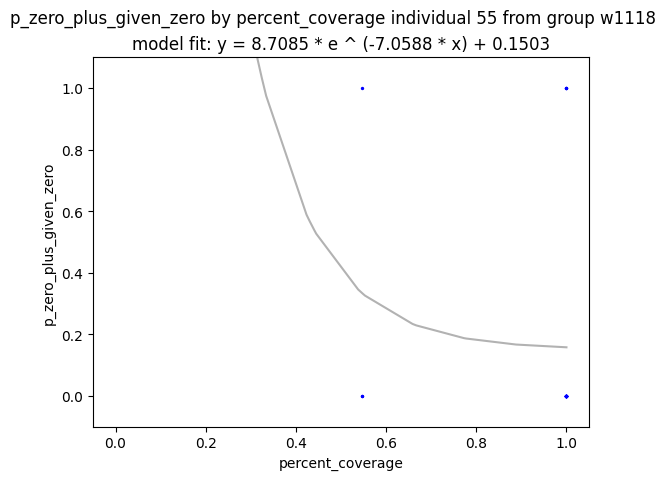 p_zero_plus_given_zero by percent_coverage individual 55 from group w1118
model fit: y = 8.7085 * e ^ (-7.0588 * x) + 0.1503
1.0
0.8
0.6
0.4
0.2
0.0
p_zero_plus_given_zero
0.0 0.2 0.4 0.6 0.8 1.0
percent_coverage